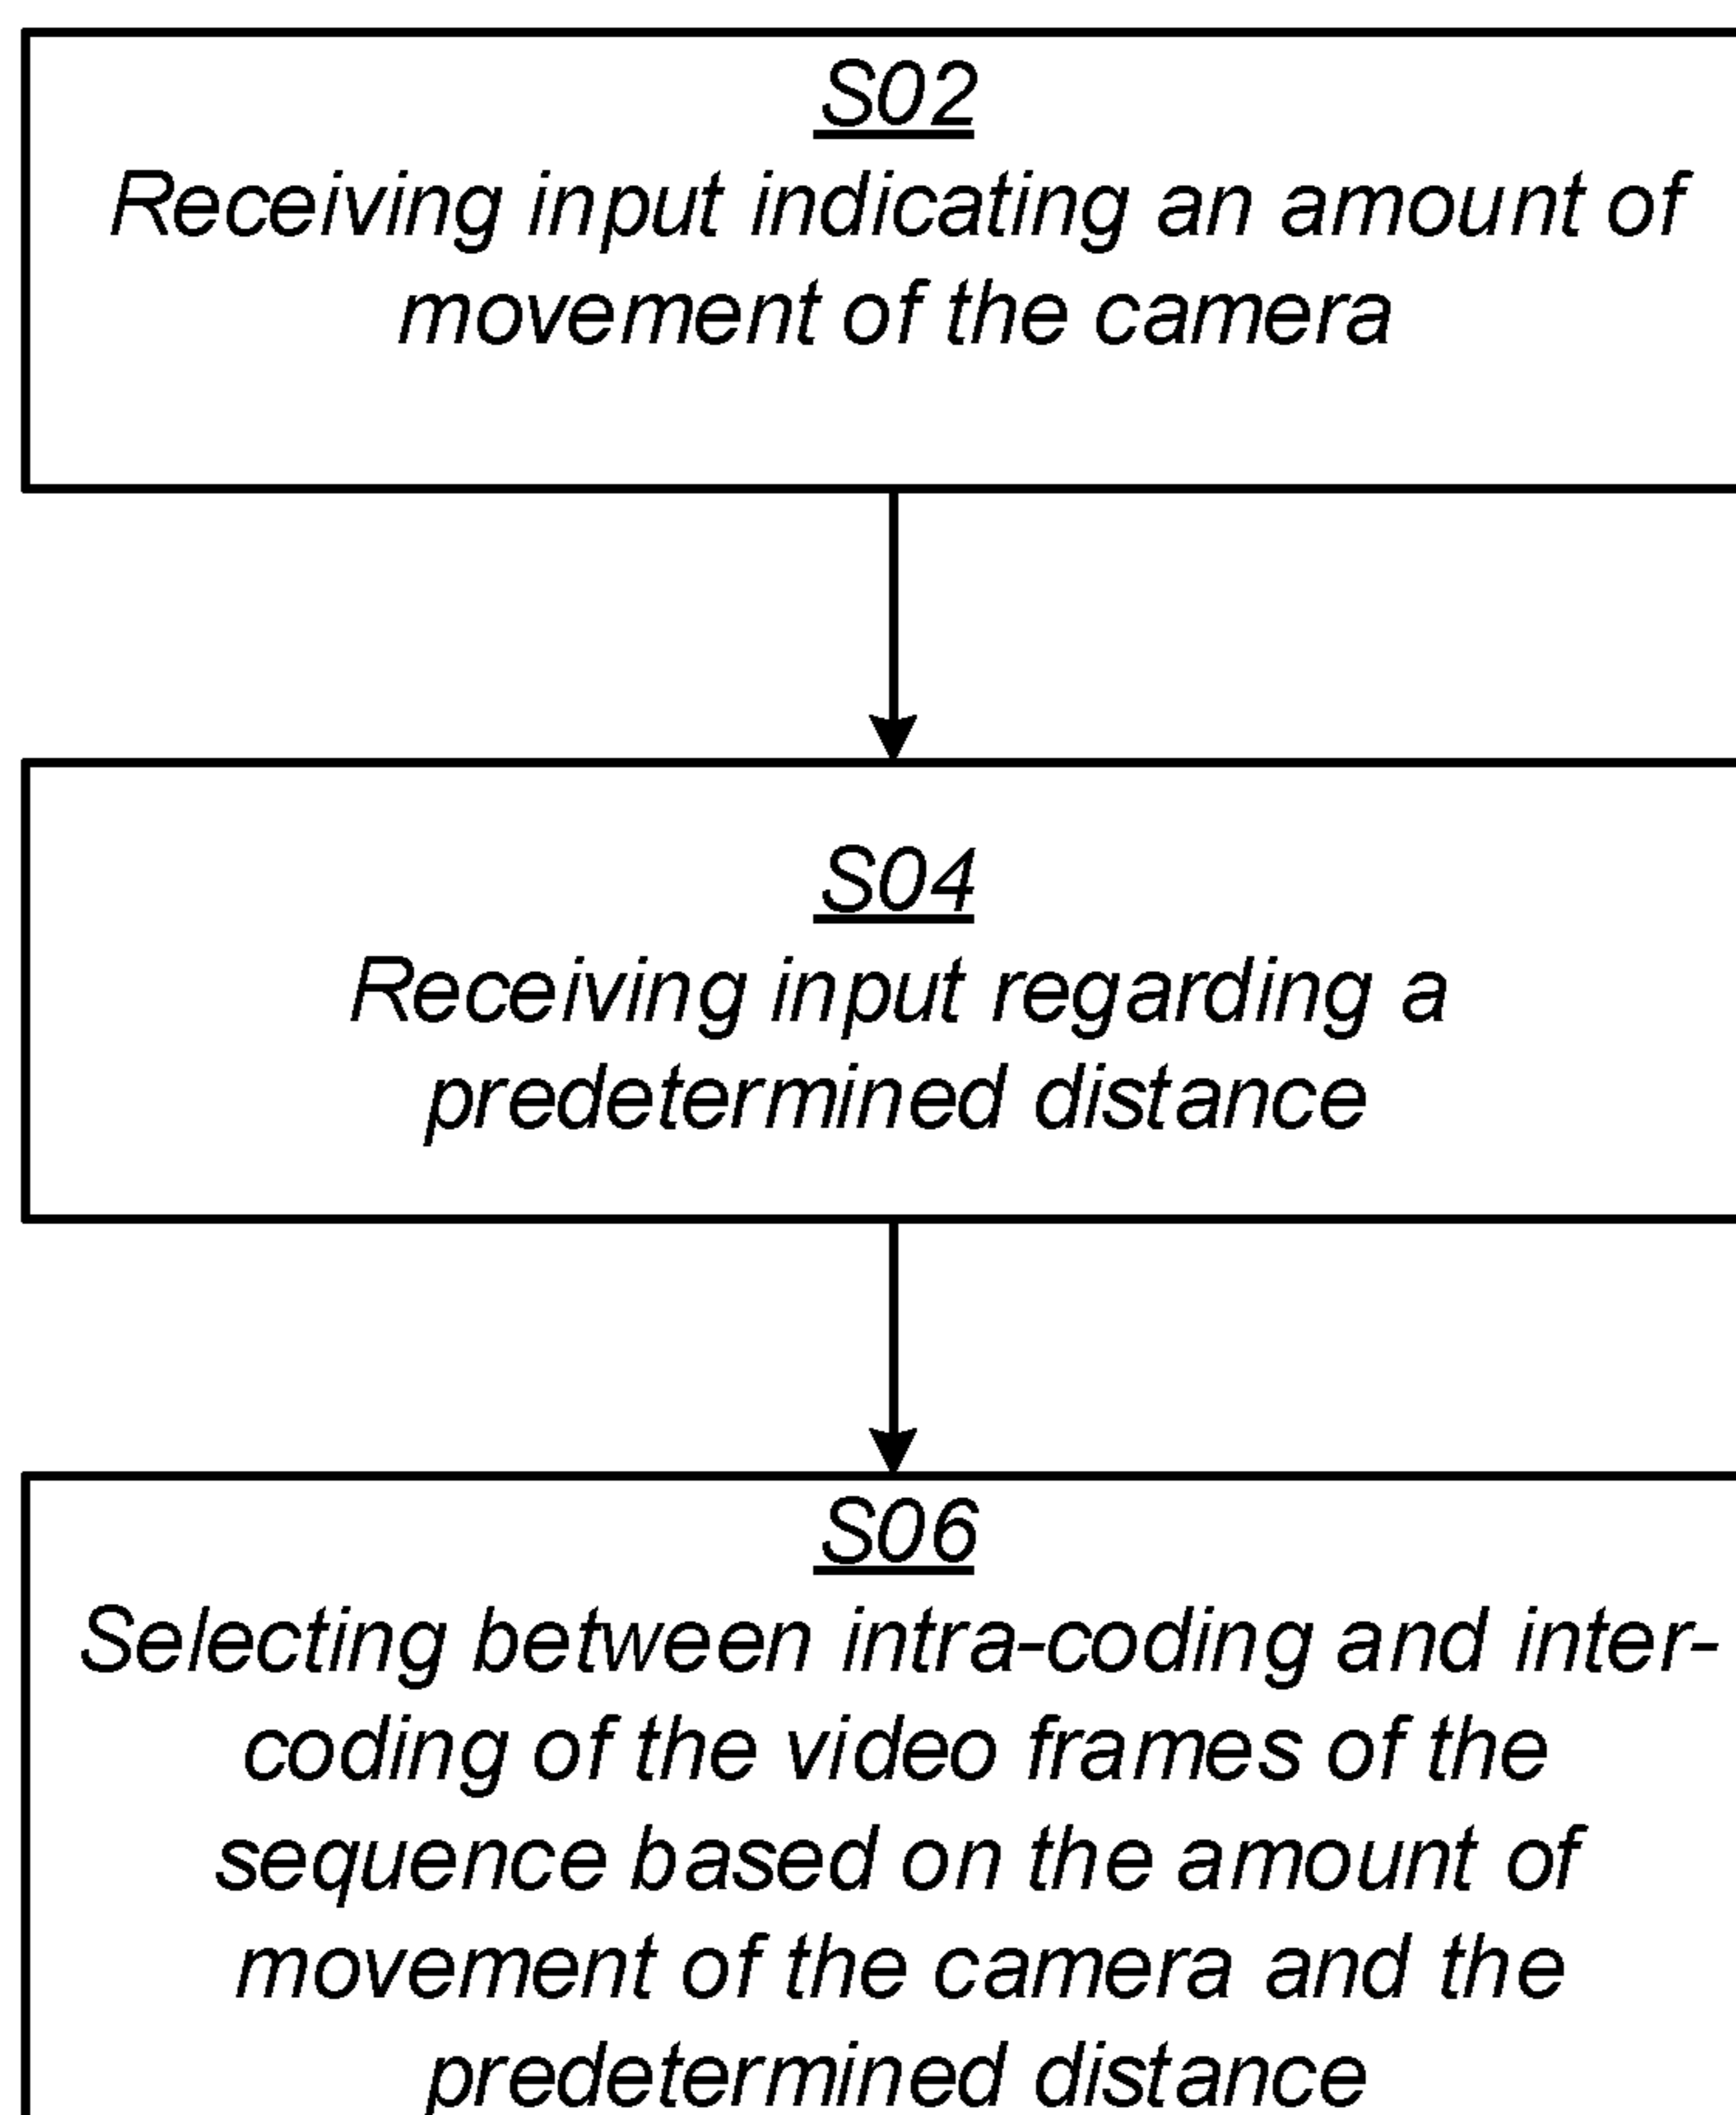 S02
Receiving input indicating an amount of
movement of the camera
S04
Receiving input regarding a
predetermined distance
S06
Selecting between intra-coding and inter-
coding of the video frames of the
sequence based on the amount of
movement of the camera and the
predetermined distance